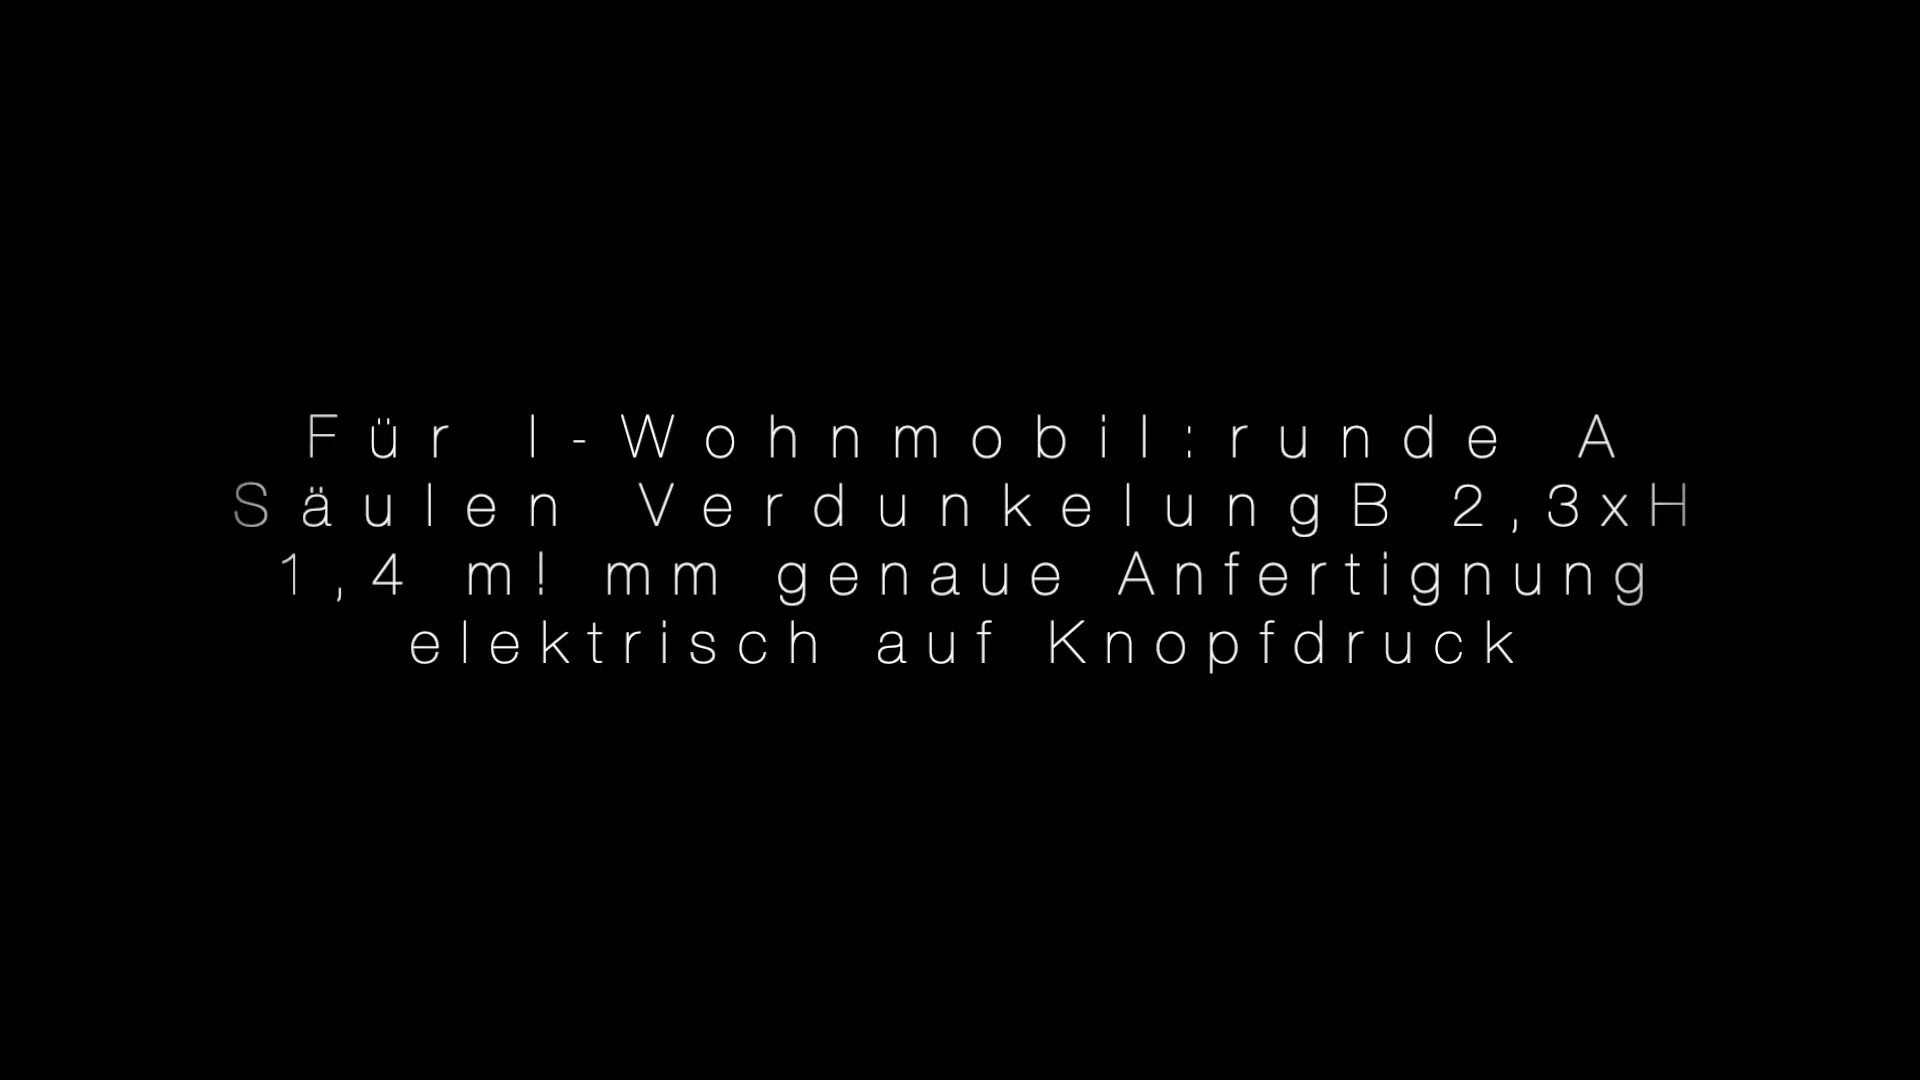 Für I-Wohnmobil:runde A
Säulen VerdunkelungB 2,3xH
1,4 m! mm genaue Anfertignung
elektrisch auf Knopfdruck